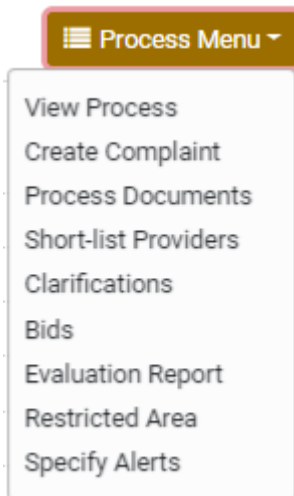 Process Menu
View Process
Create Complaint
Process Documents
Short-list Providers
Clarifications
Bids
Evaluation Report
Restricted Area
Specify Alerts